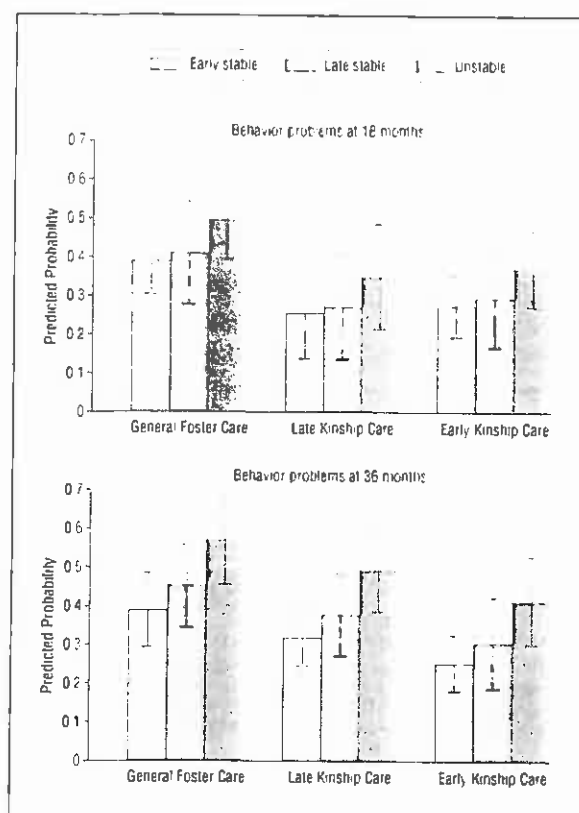 Early stable Late stable Unstable
Behavior problems at 18 months
Predicted Probability
0.7
0.6
0.5
0.4
0.3
0.2
0.1
0
General Foster Care Late Kinship Care Early Kinship Care
Behavior problems at 36 months
Predicted Probability
0.7
0.6
0.5
0.4
0.3
0.2
0.1
0
General Foster Care Late Kinship Care Early Kinship Care